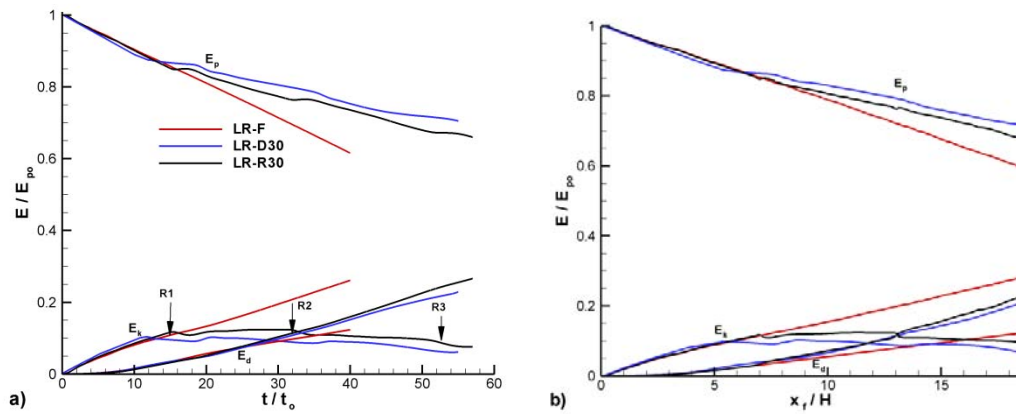 1
0.8
0.6
0.4
0.2
0
E / E_po
E_p
LR-F
LR-D30
LR-R30
R1
R2
R3
E_k
E_d
0
10
20
30
40
50
60
t / t_o
a)
1
0.8
0.6
0.4
0.2
0
E / E_po
E_p
E_k
E_d
0
5
10
15
x_f / H
b)